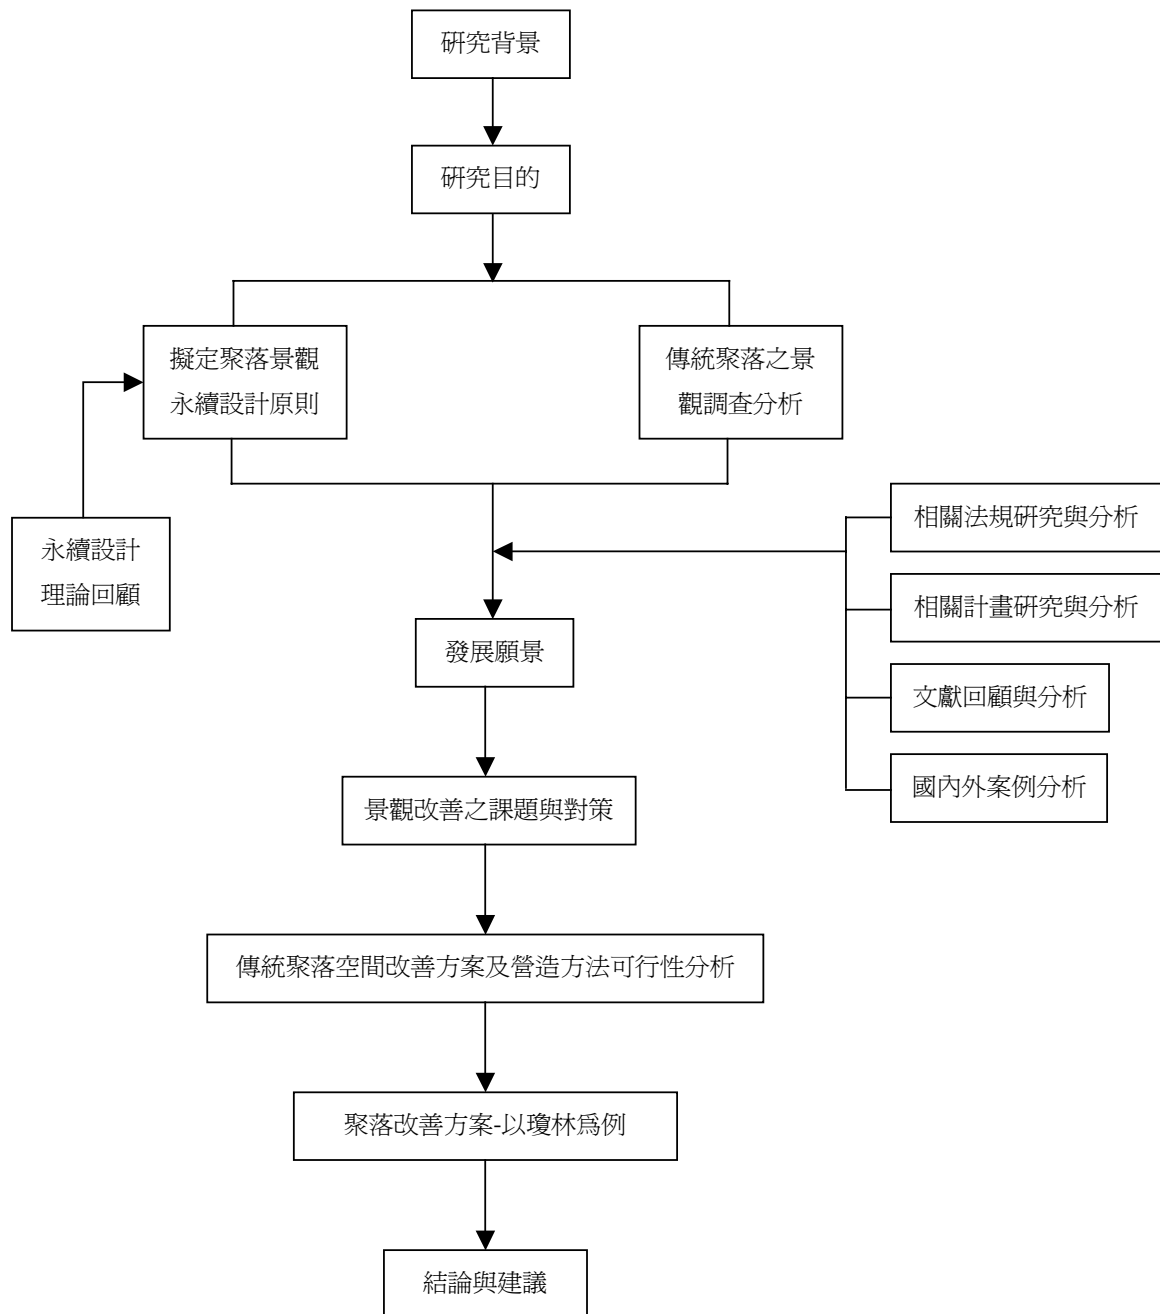 研究背景
研究目的
擬定聚落景觀
永續設計原則
傳統聚落之景
觀調查分析
永續設計
理論回顧
相關法規研究與分析
相關計畫研究與分析
文獻回顧與分析
國內外案例分析
發展願景
景觀改善之課題與對策
傳統聚落空間改善方案及營造方法可行性分析
聚落改善方案-以瓊林為例
結論與建議